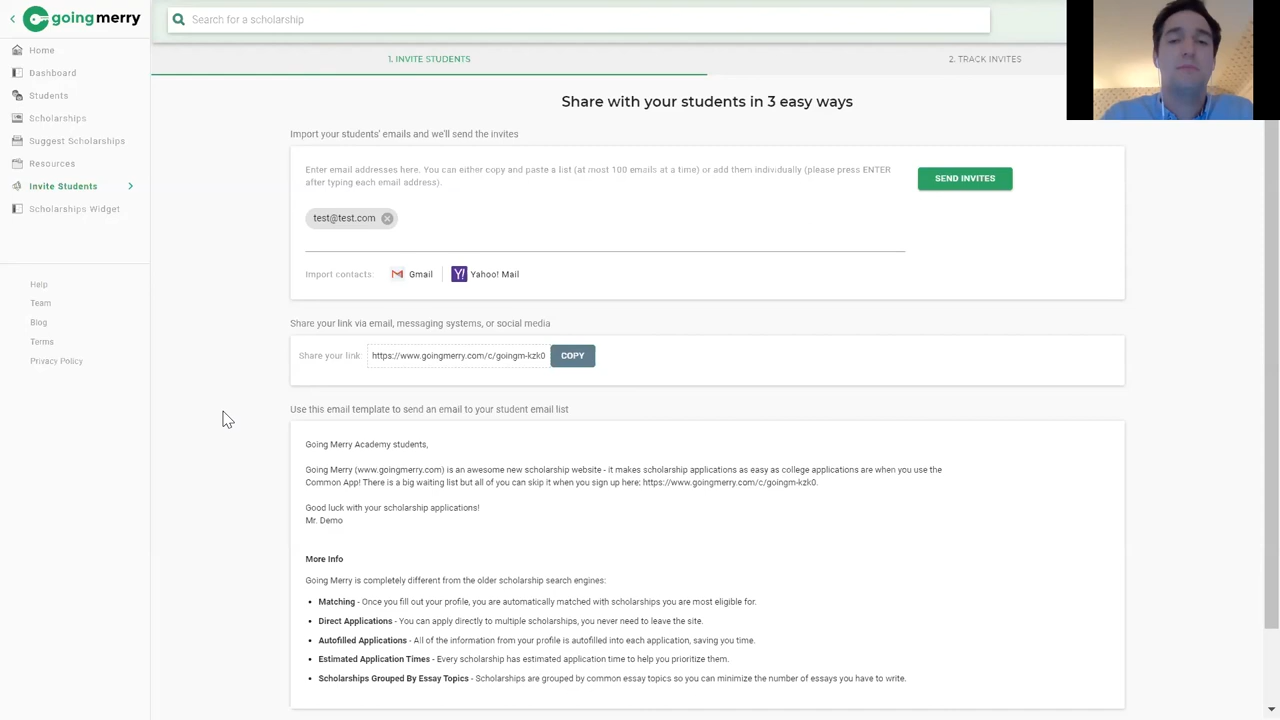 goingmerry
Search for a scholarship
Home
Dashboard
Students
Scholarships
Suggest Scholarships
Resources
Invite Students
Scholarships Widget
Help
Team
Blog
Terms
Privacy Policy
1. INVITE STUDENTS
2. TRACK INVITES
Share with your students in 3 easy ways
Import your students' emails and we'll send the invites
Enter email addresses here. You can either copy and paste a list (at most 100 emails at a time) or add them individually (please press ENTER
after typing each email address).
SEND INVITES
test@test.com
Import contacts: Gmail Y! Yahoo! Mail
Share your link via email, messaging systems, or social media
Share your link: https://www.goingmerry.com/c/goingm-kzk0 COPY
Use this email template to send an email to your student email list
Going Merry Academy students,
Going Merry (www.goingmerry.com) is an awesome new scholarship website - it makes scholarship applications as easy as college applications are when you use the
Common App! There is a big waiting list but all of you can skip it when you sign up here: https://www.goingmerry.com/c/goingm-kzk0.
Good luck with your scholarship applications!
Mr. Demo
More Info
Going Merry is completely different from the older scholarship search engines:
• Matching - Once you fill out your profile, you are automatically matched with scholarships you are most eligible for.
• Direct Applications - You can apply directly to multiple scholarships, you never need to leave the site.
• Autofilled Applications - All of the information from your profile is autofilled into each application, saving you time.
• Estimated Application Times - Every scholarship has estimated application time to help you prioritize them.
• Scholarships Grouped By Essay Topics - Scholarships are grouped by common essay topics so you can minimize the number of essays you have to write.